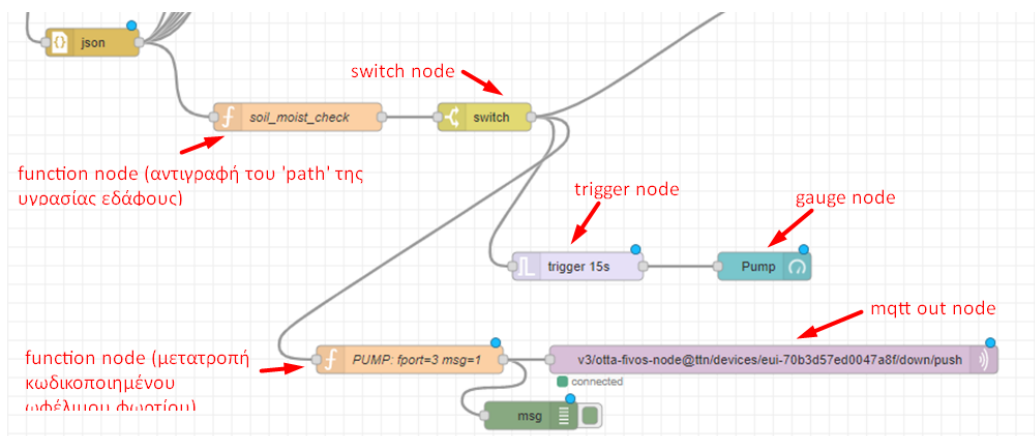 json
switch node
soil_moist_check
switch
function node (αντιγραφή του 'path' της
υγρασίας εδάφους)
trigger node
gauge node
trigger 15s
Pump
mqtt out node
function node (μετατροπή
κωδικοποιημένου
ωφέλιμου φορτίου)
PUMP: fport=3 msg=1
v3/otta-fivos-node@ttn/devices/eui-70b3d57ed0047a8f/down/push
connected
msg